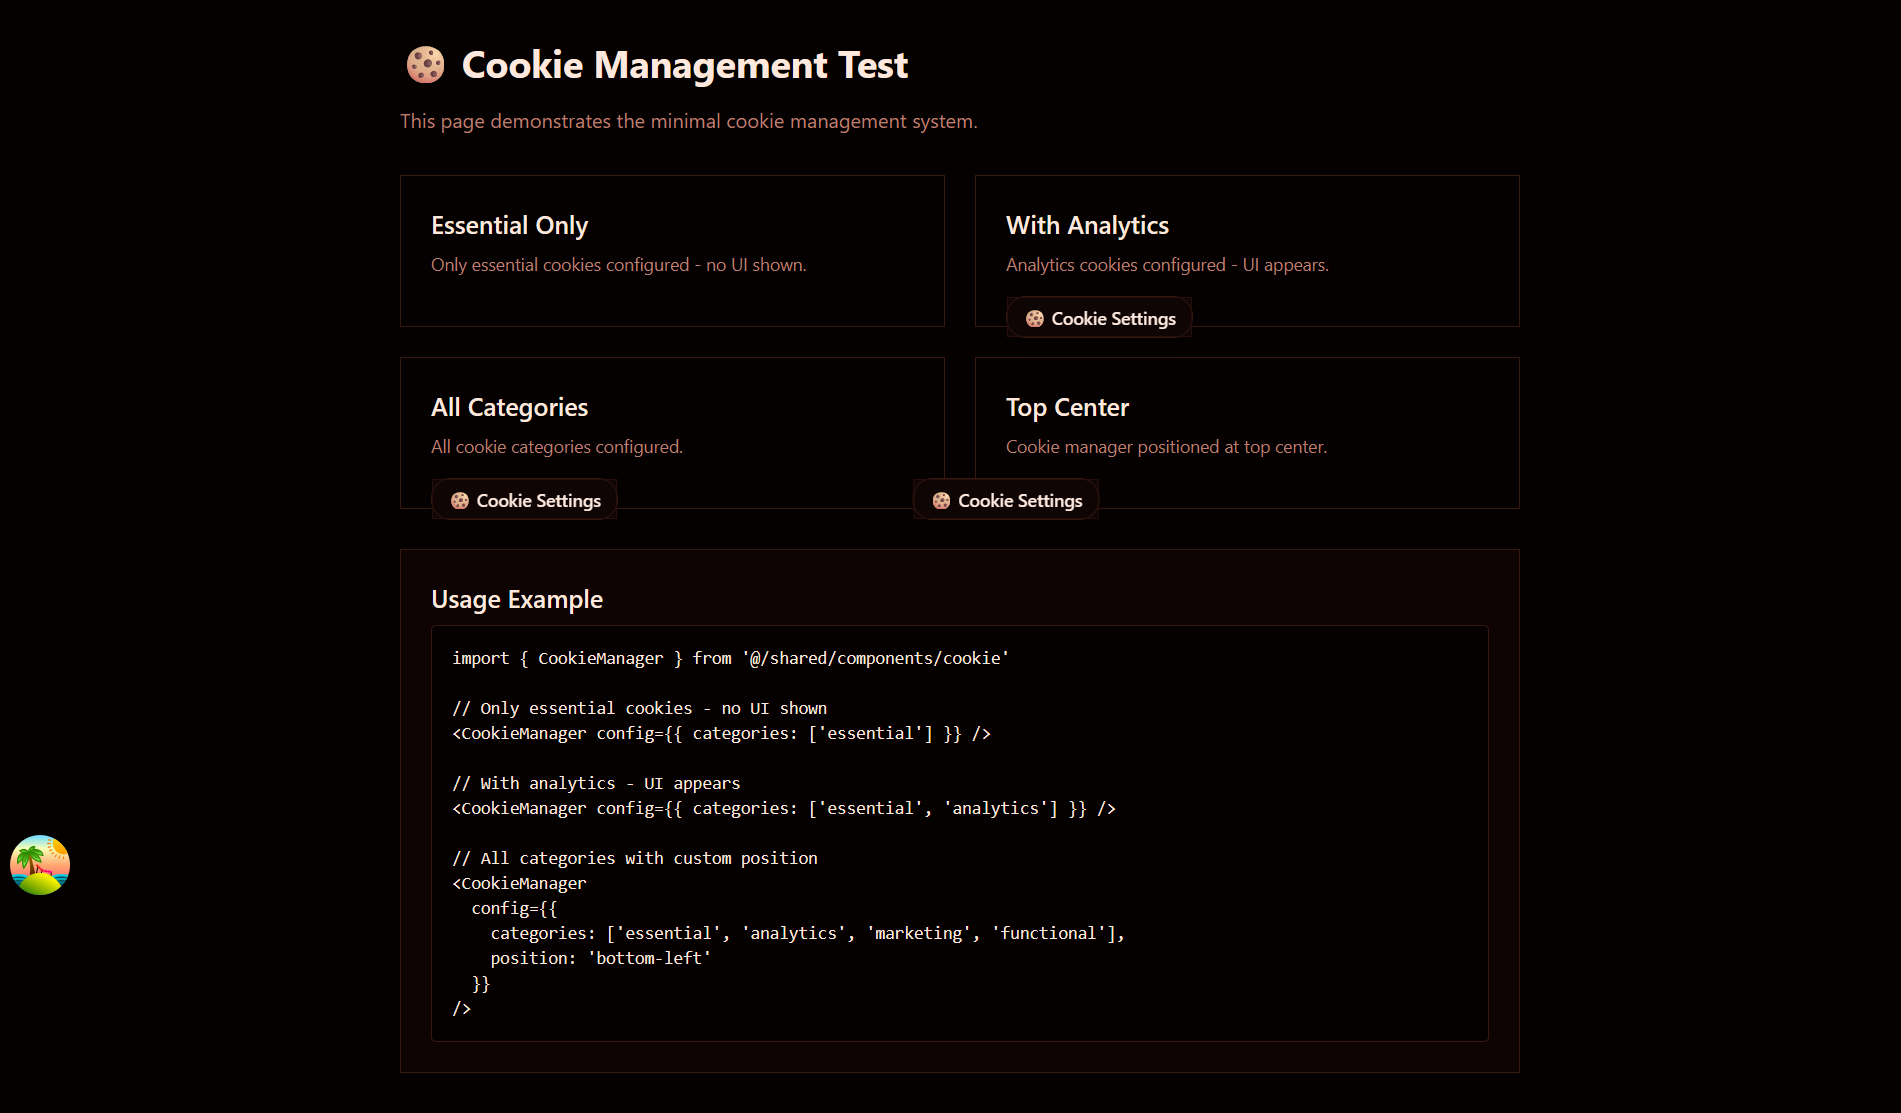 Cookie Management Test
This page demonstrates the minimal cookie management system.
Essential Only
Only essential cookies configured - no UI shown.
With Analytics
Analytics cookies configured - UI appears.
Cookie Settings
All Categories
All cookie categories configured.
Cookie Settings
Top Center
Cookie manager positioned at top center.
Cookie Settings
Usage Example
import { CookieManager } from '@/shared/components/cookie'
// Only essential cookies - no UI shown
<CookieManager config={{ categories: ['essential'] }} />
// With analytics - UI appears
<CookieManager config={{ categories: ['essential', 'analytics'] }} />
// All categories with custom position
<CookieManager
  config={{
    categories: ['essential', 'analytics', 'marketing', 'functional'],
    position: 'bottom-left'
  }}
/>